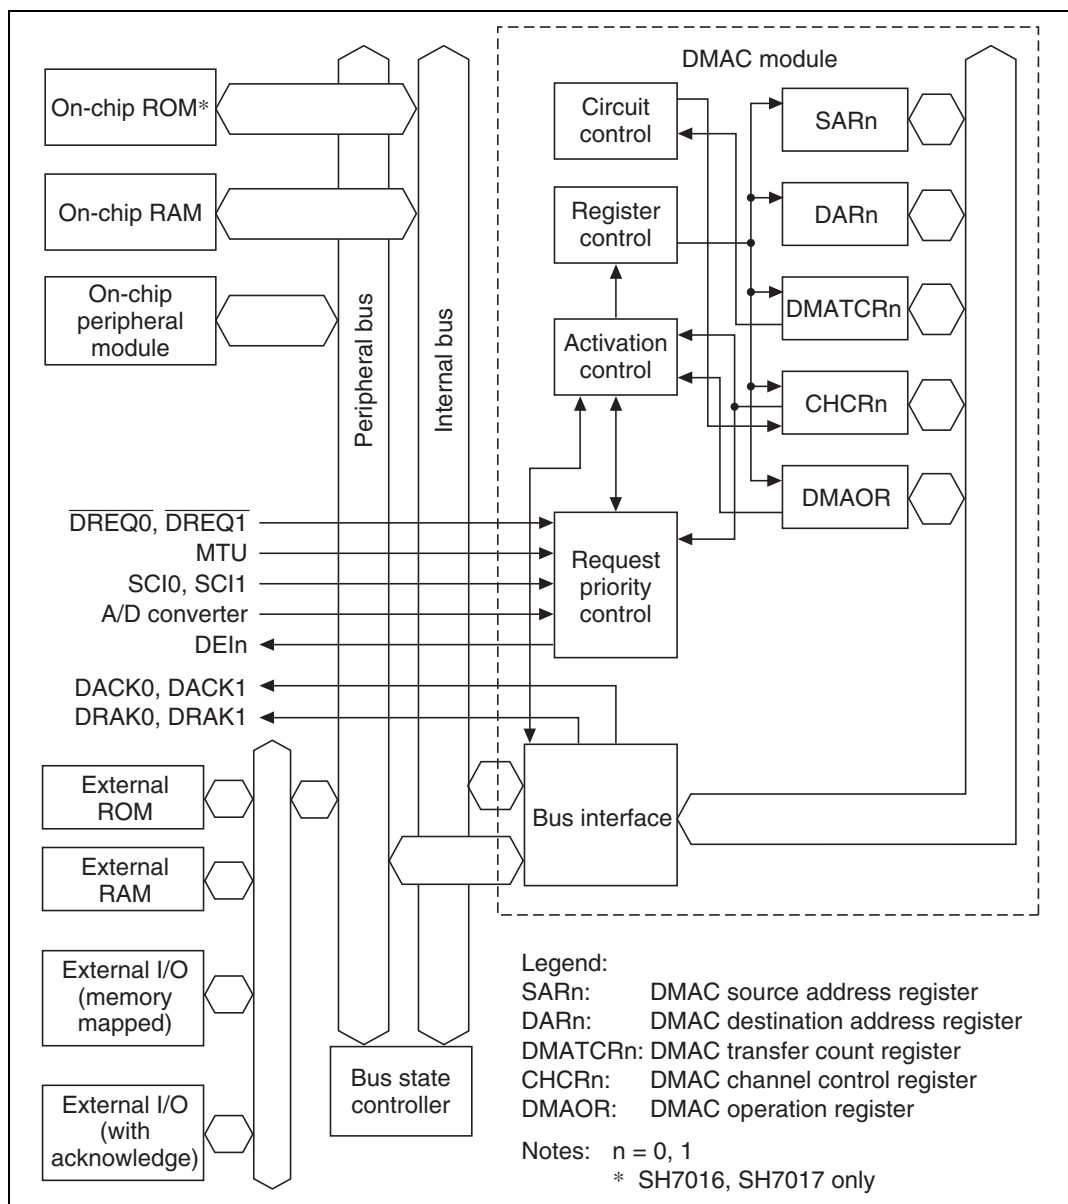 DMAC module
On-chip ROM*
On-chip RAM
On-chip
peripheral
module
Peripheral bus
Internal bus
Circuit
control
Register
control
Activation
control
Request
priority
control
SARn
DARn
DMATCRn
CHCRn
DMAOR
DREQ0, DREQ1
MTU
SCI0, SCI1
A/D converter
DEIn
DACK0, DACK1
DRAK0, DRAK1
External
ROM
External
RAM
External I/O
(memory
mapped)
External I/O
(with
acknowledge)
Bus interface
Bus state
controller
Legend:
SARn: DMAC source address register
DARn: DMAC destination address register
DMATCRn: DMAC transfer count register
CHCRn: DMAC channel control register
DMAOR: DMAC operation register
Notes: n = 0, 1
* SH7016, SH7017 only